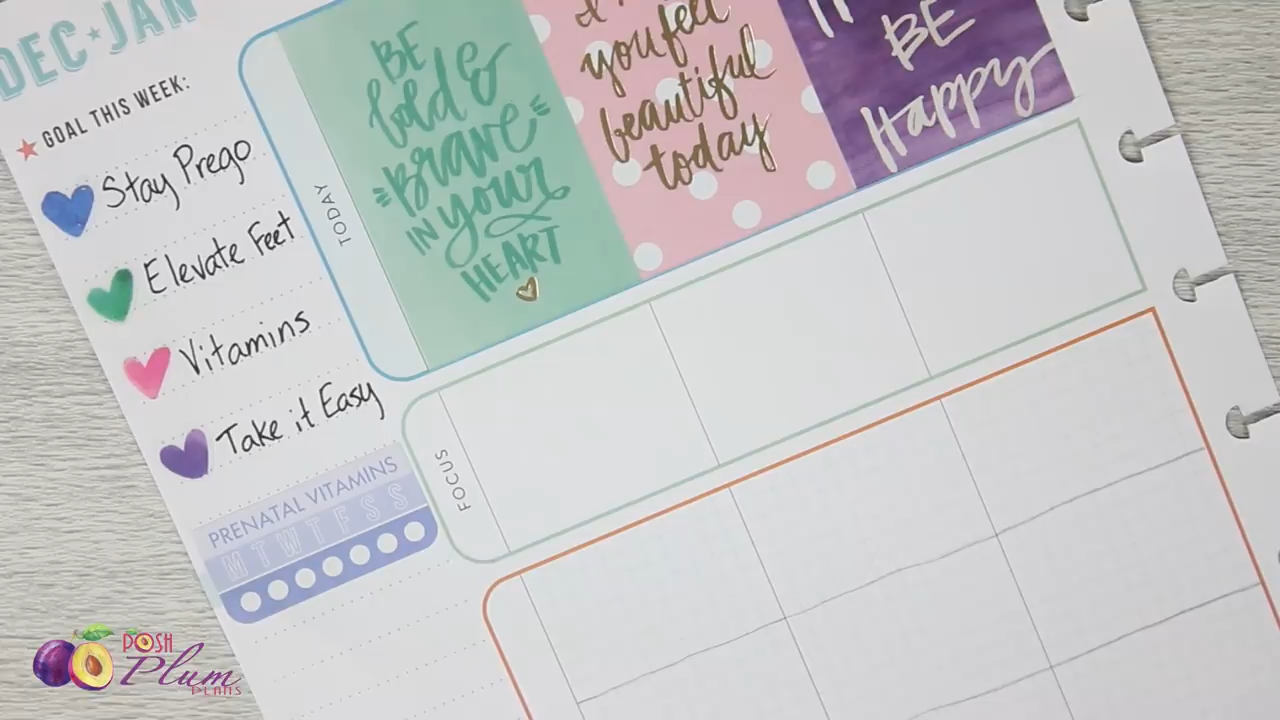 DEC★JAN
GOAL THIS WEEK:
Stay Prego
Elevate Feet
Vitamins
Take it Easy
PRENATAL VITAMINS
M T W T F S S
TODAY
BE
bold &
BRAVE
IN your
HEART
you feel
beautiful
today
BE
Happy
FOCUS
POSH
Plum
PLANS